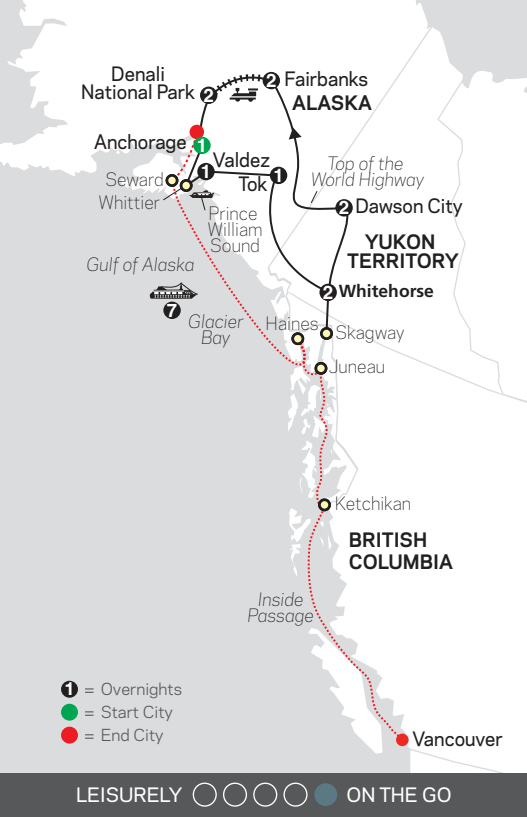 Denali
National Park
2
2
Fairbanks
ALASKA
Anchorage
1
Valdez
1
Tok
1
Top of the
World Highway
Seward
Whittier
Prince
William
Sound
2
Dawson City
YUKON
TERRITORY
Gulf of Alaska
7
2
Whitehorse
Glacier
Bay
Haines
Skagway
Juneau
Ketchikan
BRITISH
COLUMBIA
Inside
Passage
1 = Overnights
= Start City
= End City
Vancouver
LEISURELY ON THE GO